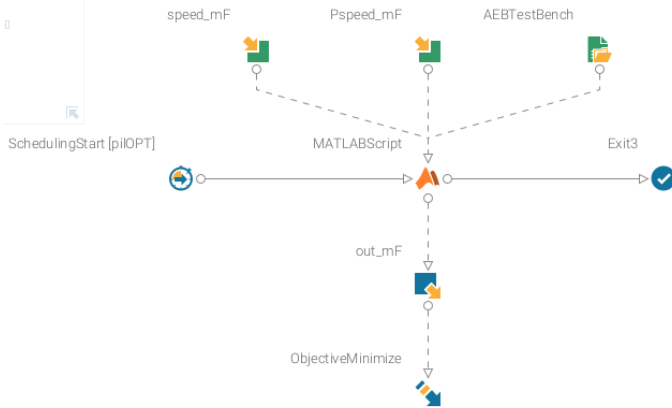 speed_mF Pspeed_mF AEBTestBench
SchedulingStart [pilOPT] MATLABScript Exit3
out_mF
ObjectiveMinimize